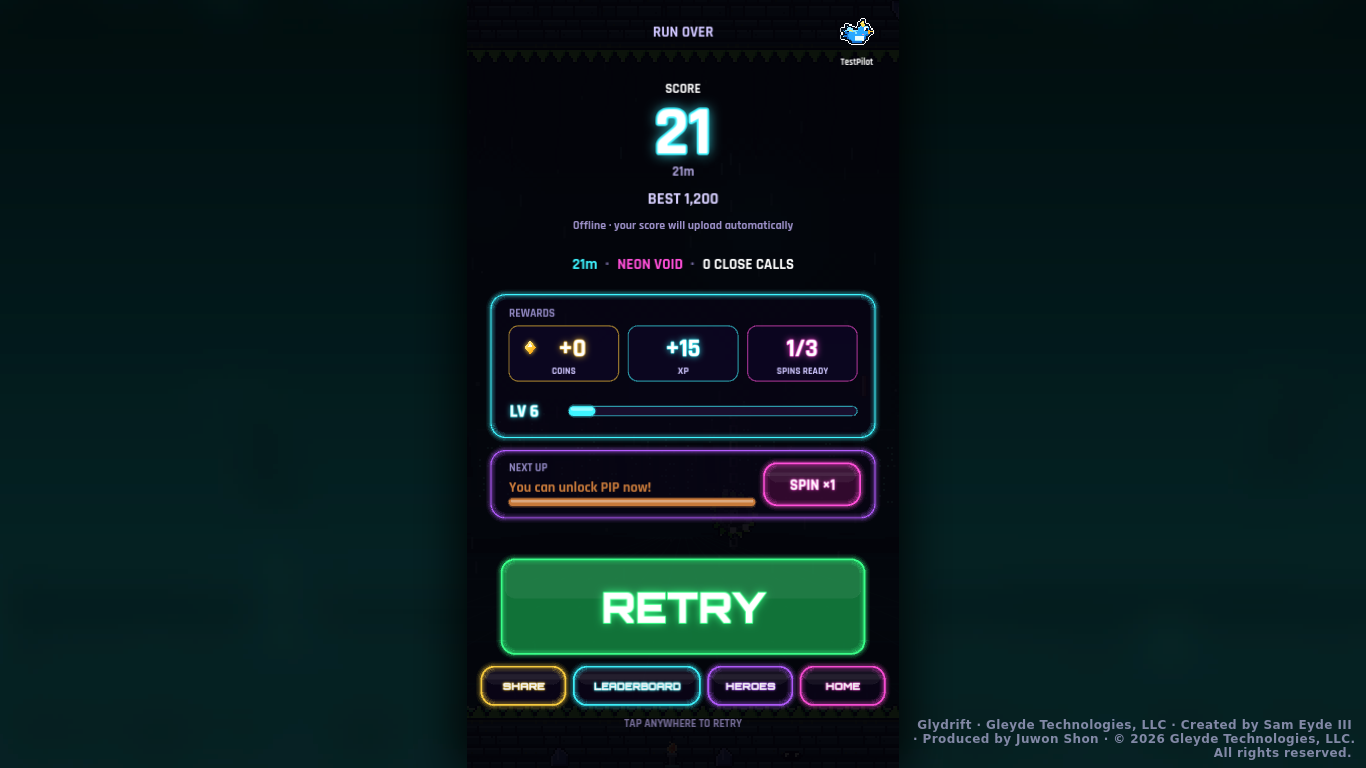 RUN OVER
TestPilot
SCORE
21
21m
BEST 1,200
Offline · your score will upload automatically
21m · NEON VOID · 0 CLOSE CALLS
REWARDS
+0 +15 1/3
COINS XP SPINS READY
LV 6
NEXT UP
You can unlock PIP now!
SPIN ×1
RETRY
SHARE LEADERBOARD HEROES HOME
TAP ANYWHERE TO RETRY
Glydrift · Gleyde Technologies, LLC · Created by Sam Eyde III
· Produced by Juwon Shon · © 2026 Gleyde Technologies, LLC.
All rights reserved.